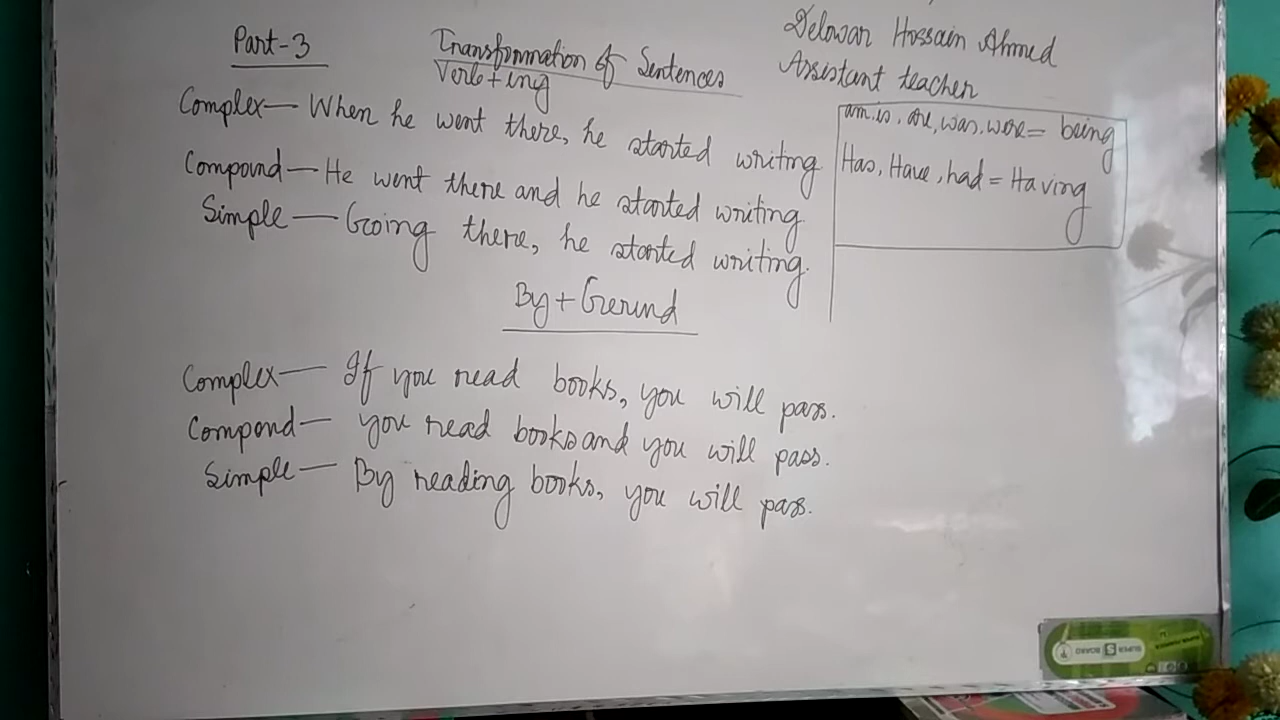 Part-3
Transformation of Sentences
Delowar Hossain Ahmed
Assistant teacher
Verb+ing
Complex— When he went there, he started writing
Compound— He went there and he started writing.
Simple— Going there, he started writing.
am, is, are, was, were = being
Has, Have, had = Having
By + Gerund
Complex— If you read books, you will pass.
Compond— you read books and you will pass.
Simple— By reading books, you will pass.
SUPER BOARD